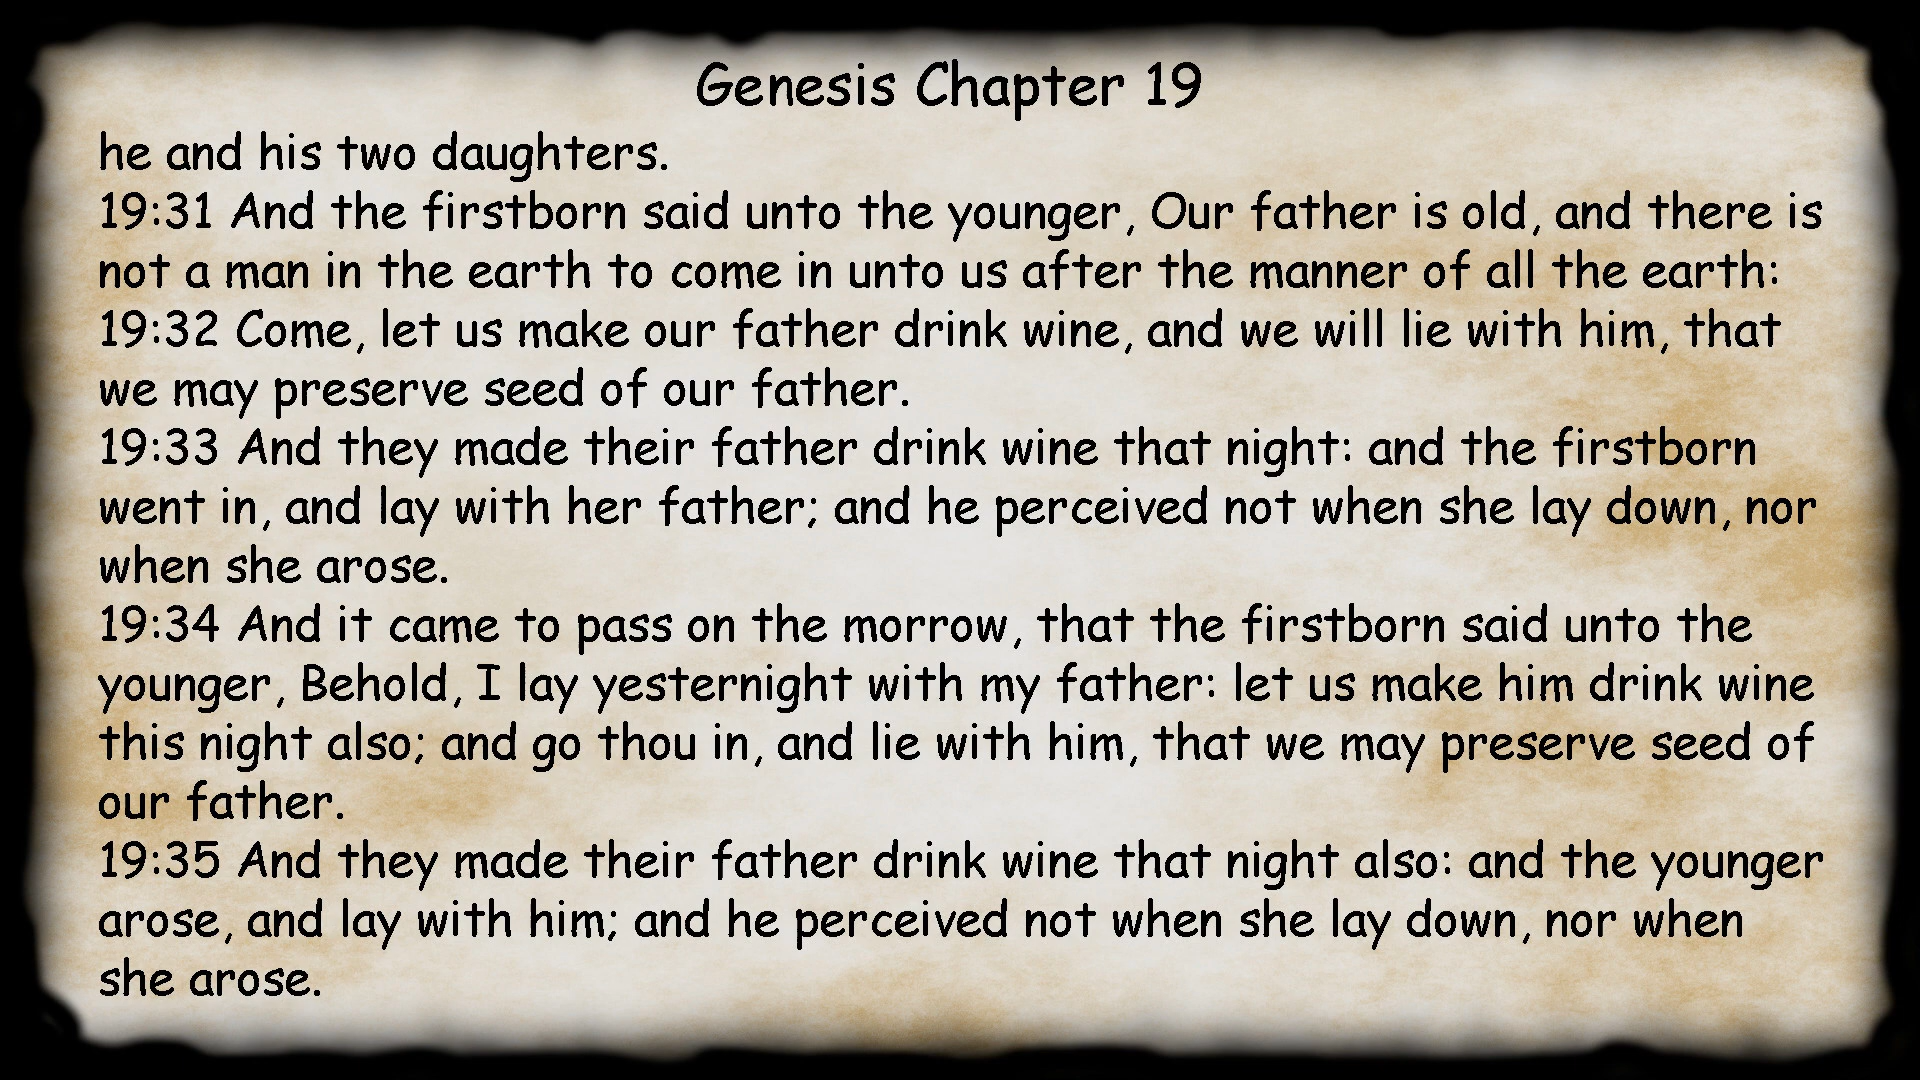 Genesis Chapter 19
he and his two daughters.
19:31 And the firstborn said unto the younger, Our father is old, and there is
not a man in the earth to come in unto us after the manner of all the earth:
19:32 Come, let us make our father drink wine, and we will lie with him, that
we may preserve seed of our father.
19:33 And they made their father drink wine that night: and the firstborn
went in, and lay with her father; and he perceived not when she lay down, nor
when she arose.
19:34 And it came to pass on the morrow, that the firstborn said unto the
younger, Behold, I lay yesternight with my father: let us make him drink wine
this night also; and go thou in, and lie with him, that we may preserve seed of
our father.
19:35 And they made their father drink wine that night also: and the younger
arose, and lay with him; and he perceived not when she lay down, nor when
she arose.